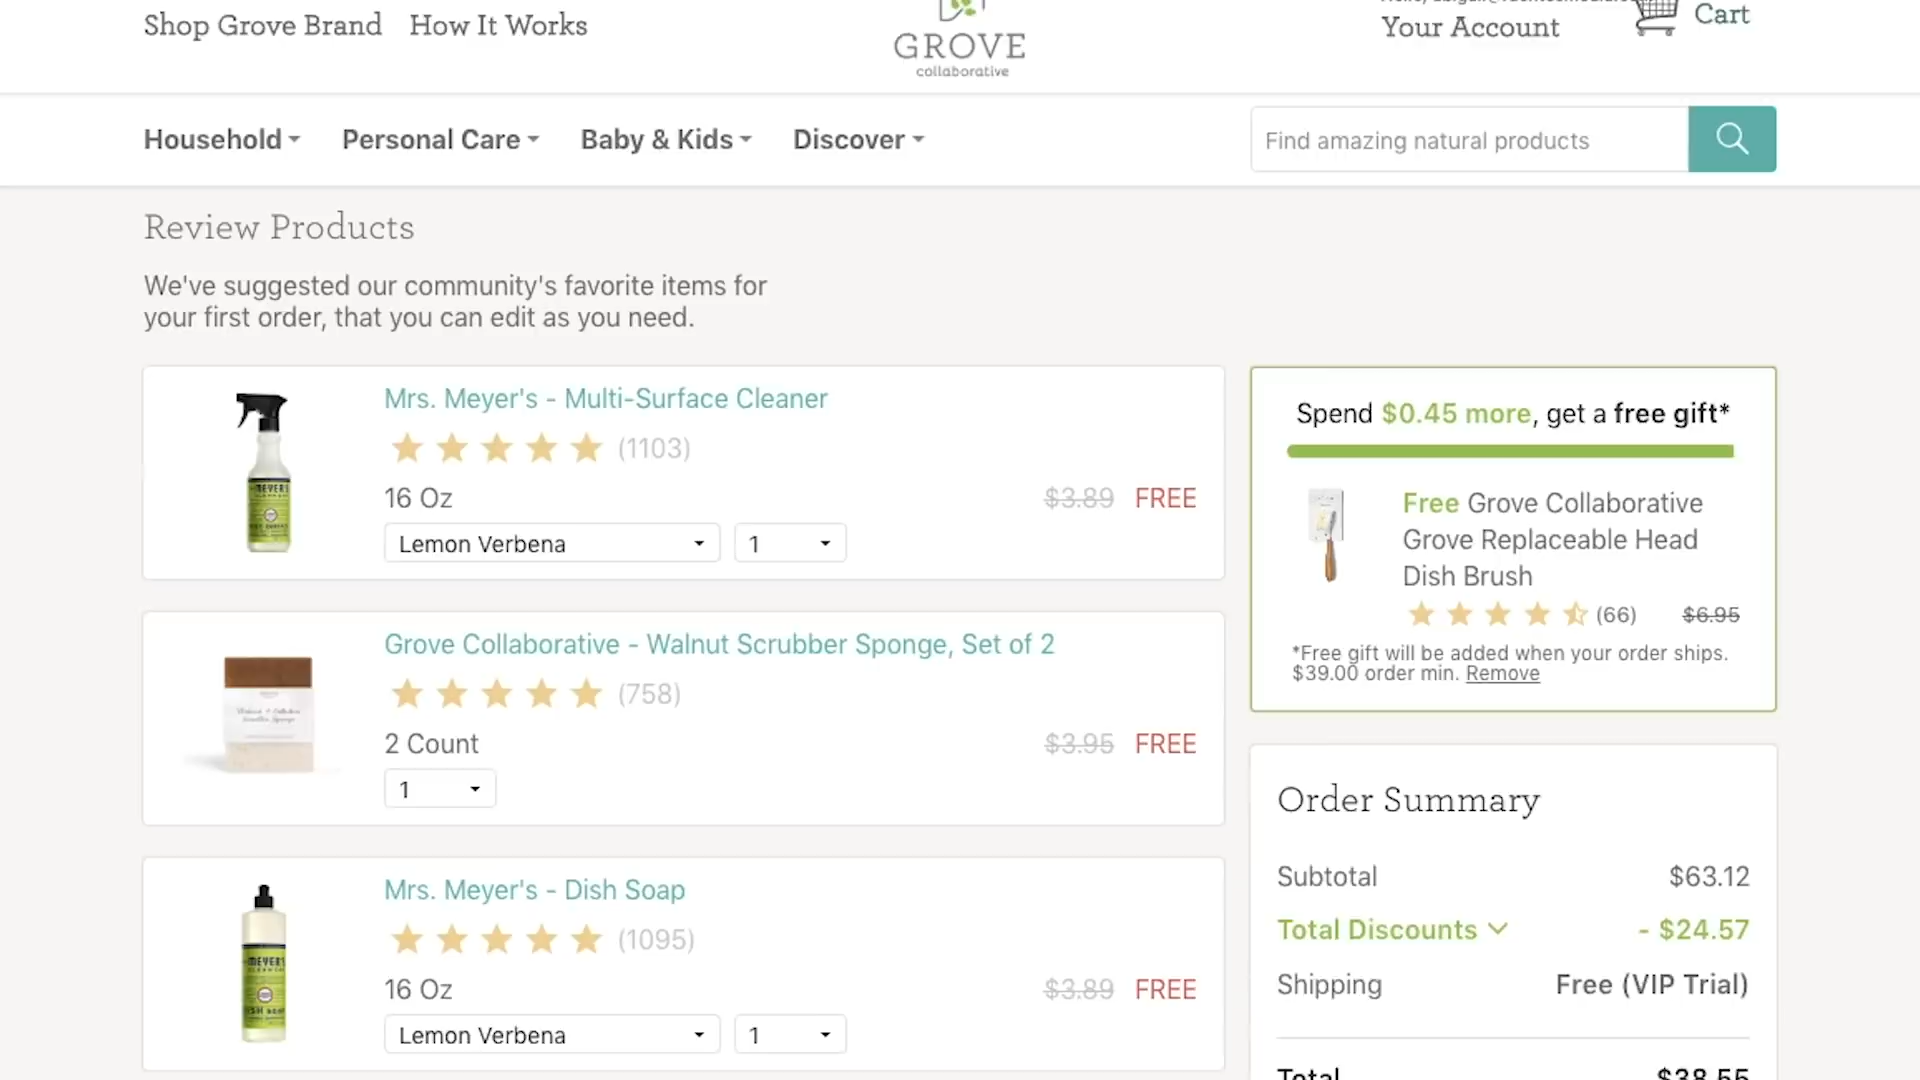 Shop Grove Brand
How It Works
GROVE
collaborative
Your Account
Cart
Household
Personal Care
Baby & Kids
Discover
Find amazing natural products
Review Products
We've suggested our community's favorite items for
your first order, that you can edit as you need.
Mrs. Meyer's - Multi-Surface Cleaner
(1103)
16 Oz
$3.89 FREE
Lemon Verbena
1
Grove Collaborative - Walnut Scrubber Sponge, Set of 2
(758)
2 Count
$3.95 FREE
1
Mrs. Meyer's - Dish Soap
(1095)
16 Oz
$3.89 FREE
Lemon Verbena
1
Spend $0.45 more, get a free gift*
Free Grove Collaborative
Grove Replaceable Head
Dish Brush
(66) $6.95
*Free gift will be added when your order ships.
$39.00 order min. Remove
Order Summary
Subtotal $63.12
Total Discounts - $24.57
Shipping Free (VIP Trial)
Total $38.55
MEYER'S
MEYER'S